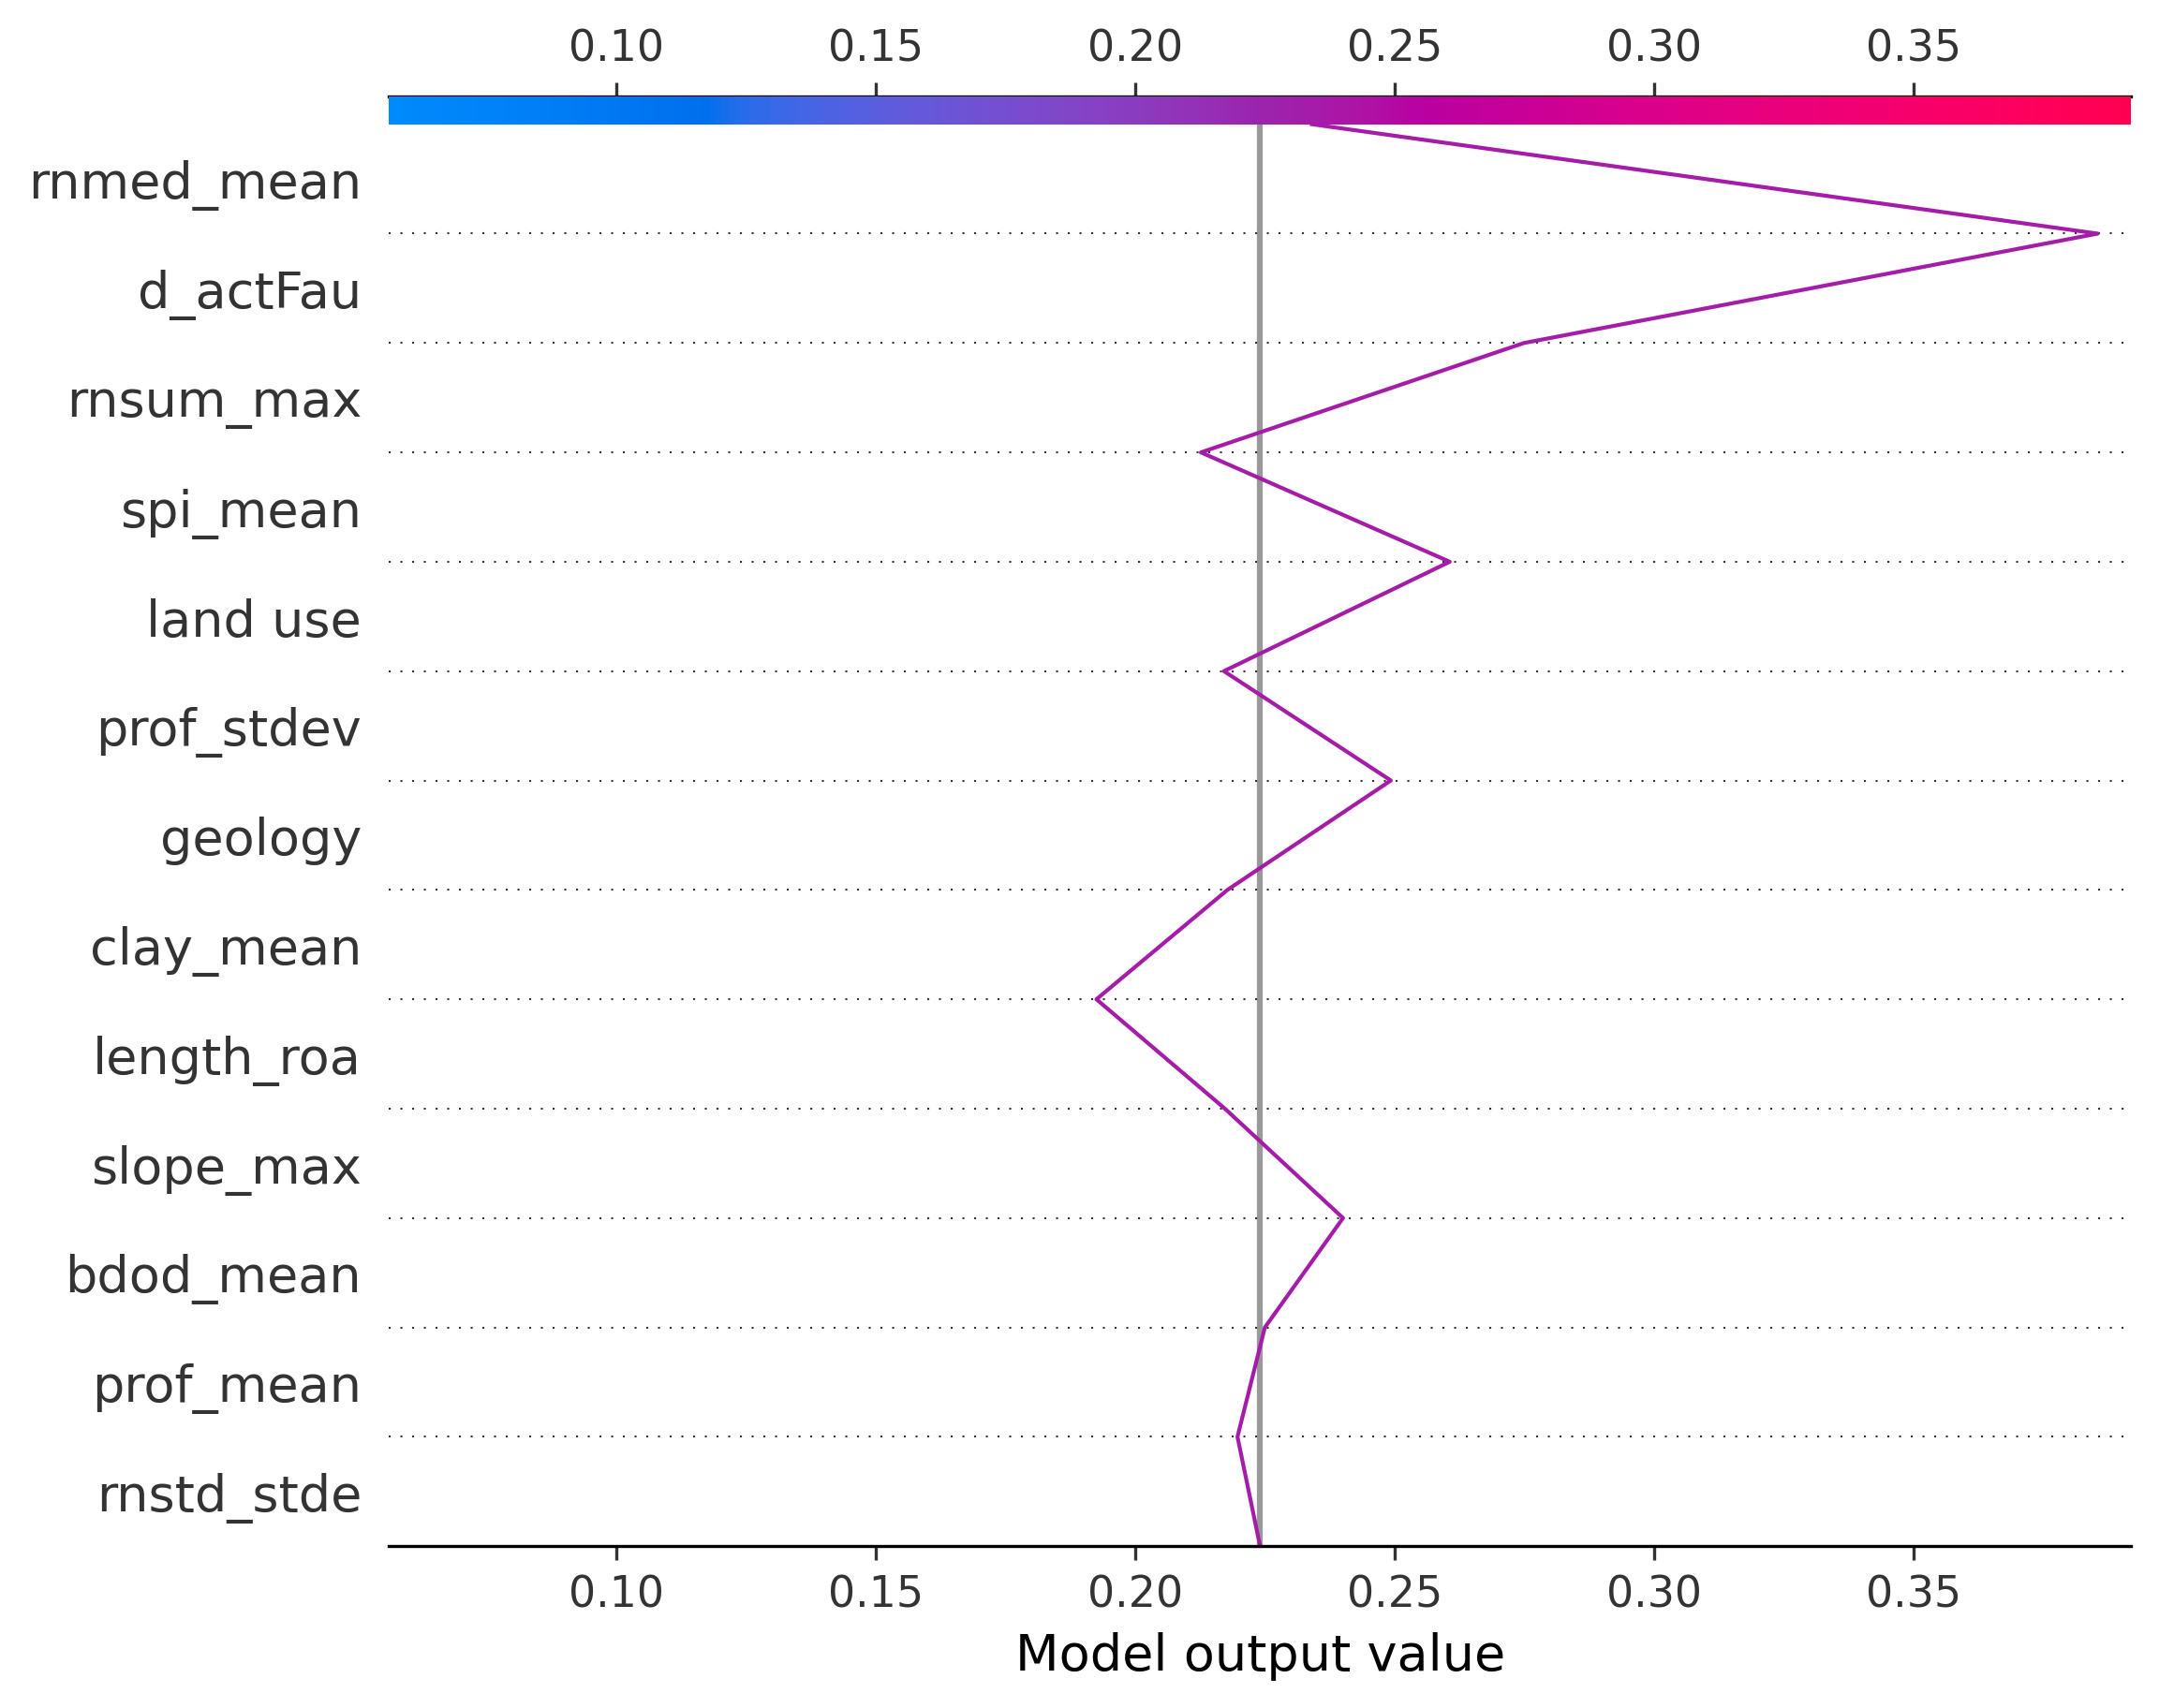 0.10 0.15 0.20 0.25 0.30 0.35
rnmed_mean
d_actFau
rnsum_max
spi_mean
land use
prof_stdev
geology
clay_mean
length_roa
slope_max
bdod_mean
prof_mean
rnstd_stde
0.10 0.15 0.20 0.25 0.30 0.35
Model output value